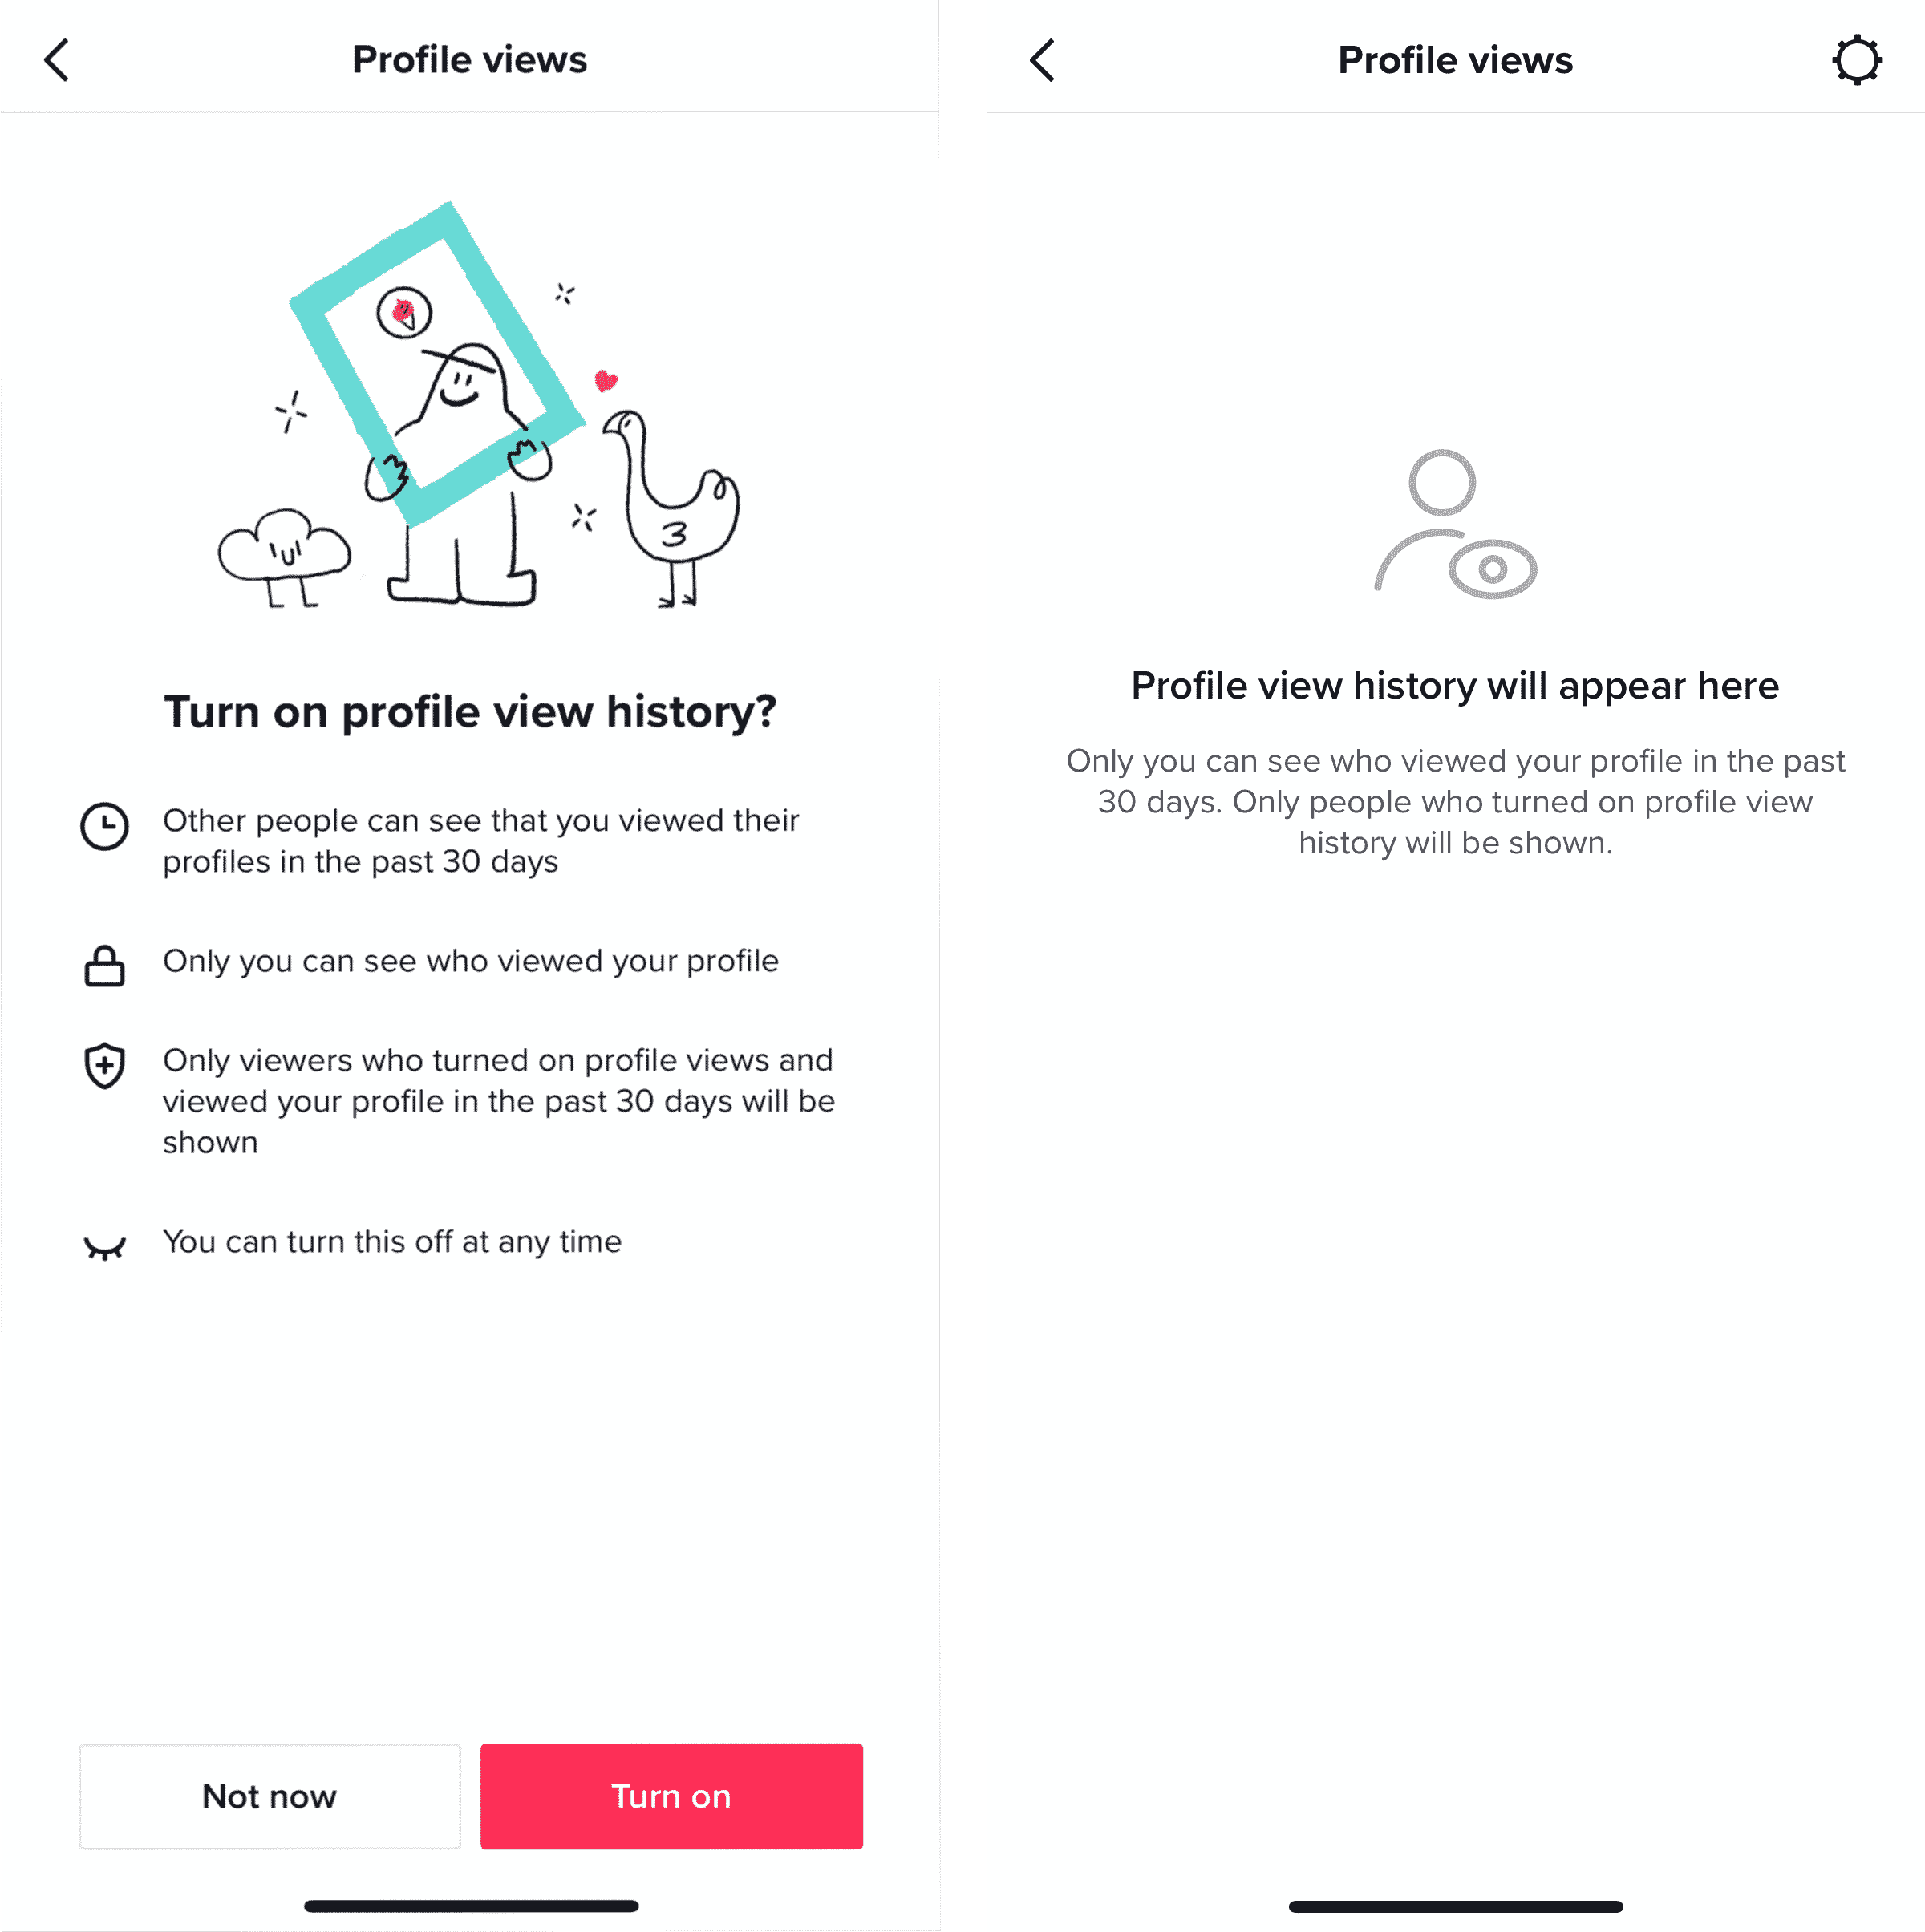 Profile views
Turn on profile view history?
Other people can see that you viewed their
profiles in the past 30 days
Only you can see who viewed your profile
Only viewers who turned on profile views and
viewed your profile in the past 30 days will be
shown
You can turn this off at any time
Not now
Turn on
Profile views
Profile view history will appear here
Only you can see who viewed your profile in the past
30 days. Only people who turned on profile view
history will be shown.